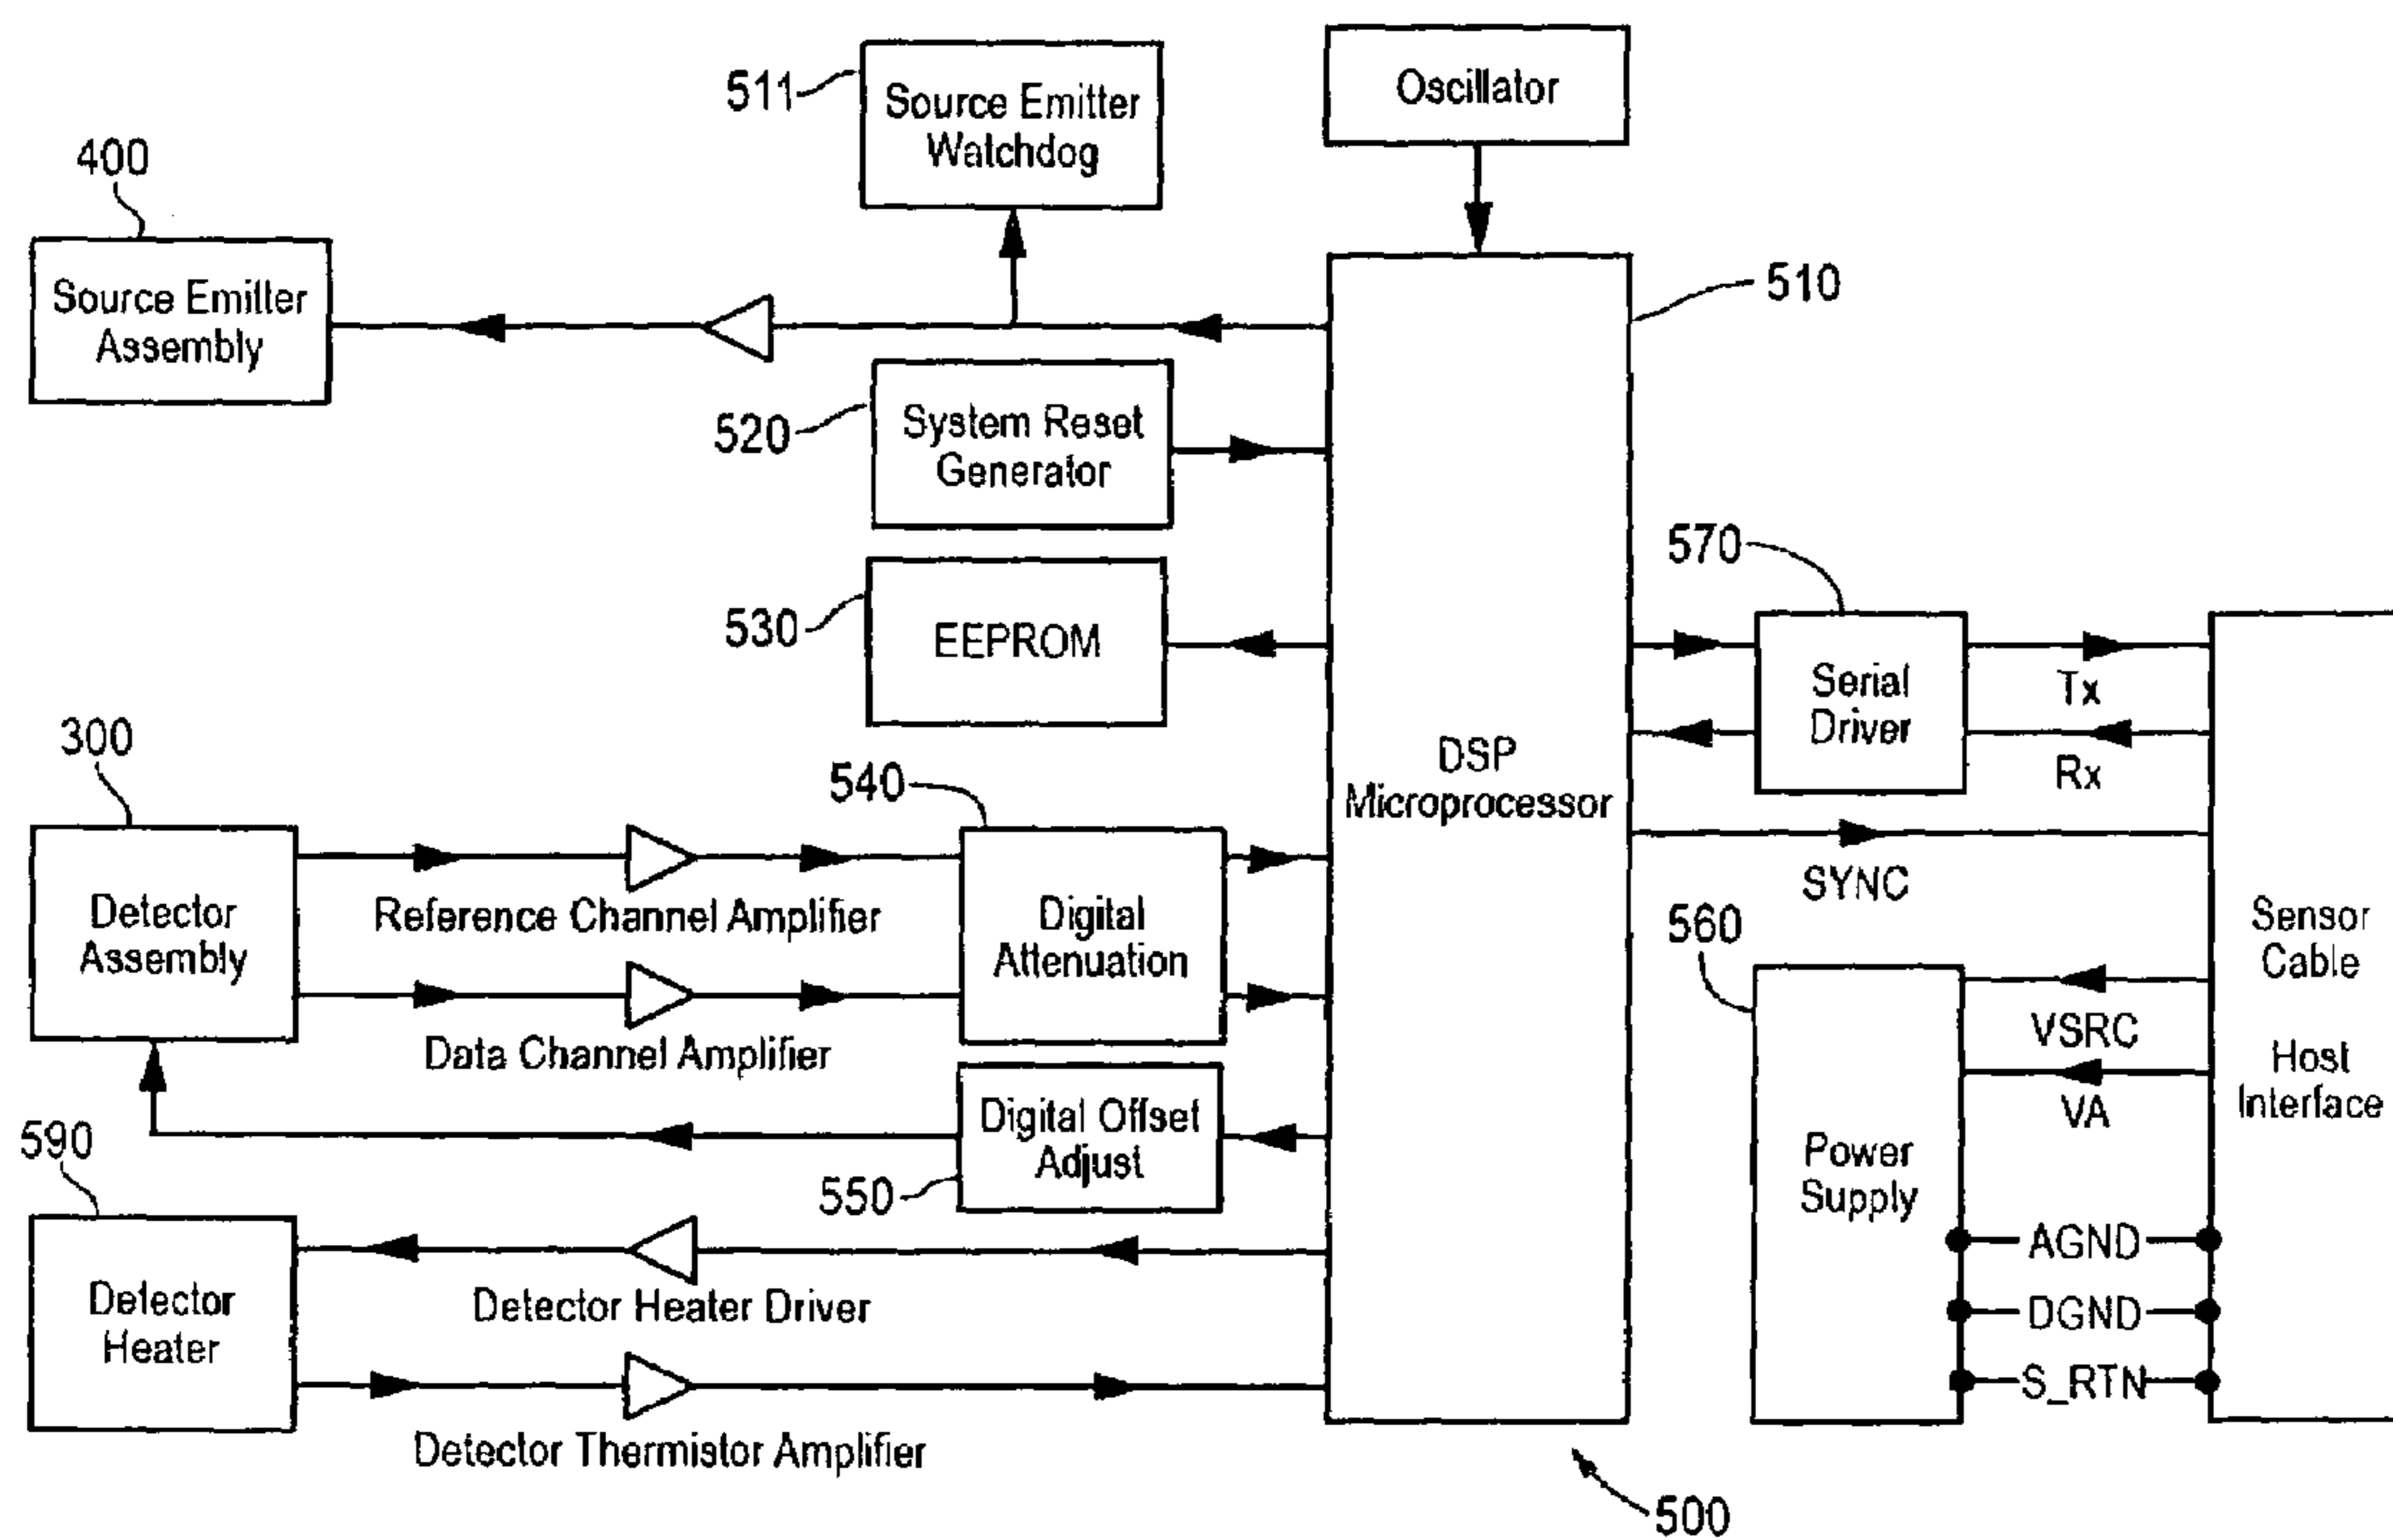 Oscillator
511
Source Emitter
Watchdog
400
Source Emitter
Assembly
510
520
System Reset
Generator
570
530
EEPROM
Serial
Driver
Tx
Rx
300
540
DSP
Microprocessor
SYNC
Detector
Assembly
Reference Channel Amplifier
Digital
Attenuation
560
Sensor
Cable
Data Channel Amplifier
VSRC
Host
Interface
VA
590
Digital Offset
Adjust
550
Power
Supply
AGND
Detector
Heater
Detector Heater Driver
DGND
S_RTN
Detector Thermistor Amplifier
500